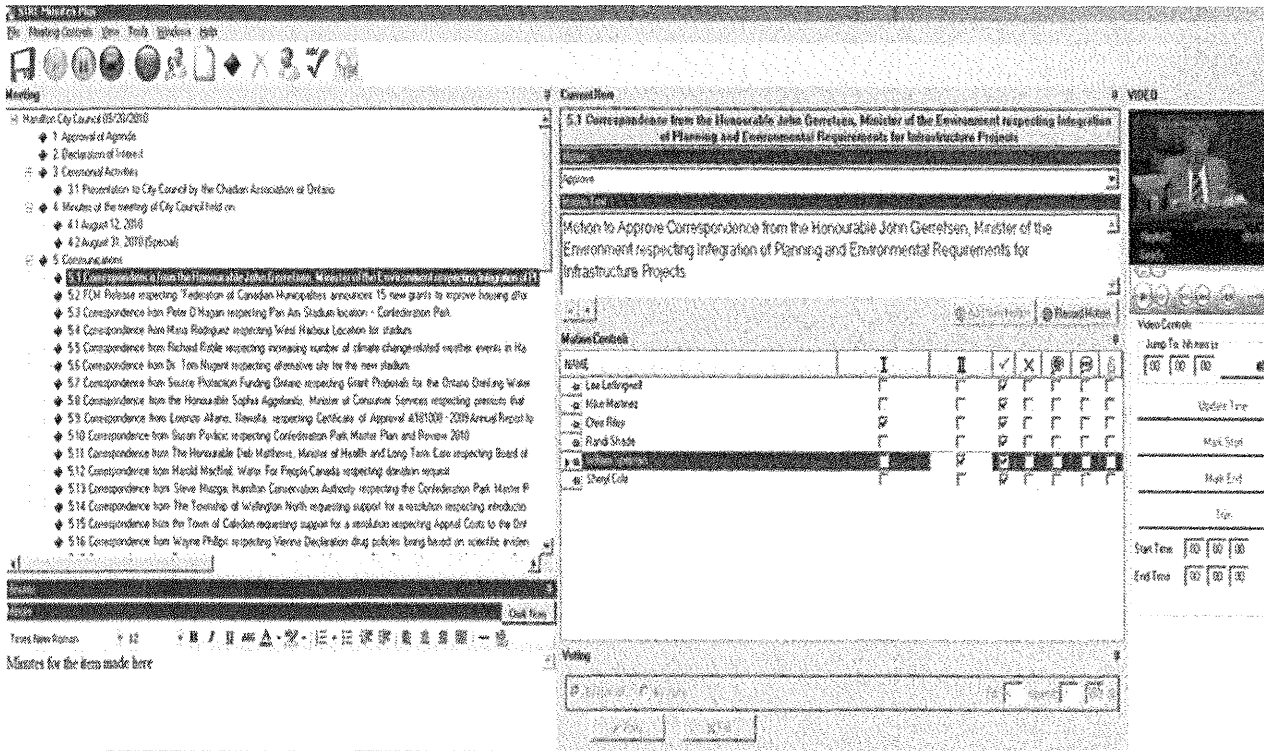 SIRE Minutes Plus
File Meeting Controls View Tools Windows Help
Meeting
Hamilton City Council 09/20/2010
1 Approval of Agenda
2 Declaration of Interest
3 Ceremonial Activities
3.1 Presentation to City Council by the Chadian Association of Ontario
4 Minutes of the meeting of City Council held on
4.1 August 12, 2010
4.2 August 31, 2010 (Special)
5 Communications
5.1 Correspondence from the Honourable John Gerretsen, Minister of the Environment respecting Integration of
5.2 FCM Release respecting "Federation of Canadian Municipalities announces 15 new grants to improve housing affor
5.3 Correspondence from Peter D'Hagan respecting Pan Am Stadium location - Confederation Park
5.4 Correspondence from Maria Rodriguez respecting West Harbour Location for stadium
5.5 Correspondence from Richard respecting increasing number of climate change-related weather events in Ha
5.6 Correspondence from Dr. Tom Nugent respecting alternative site for the new stadium
5.7 Correspondence from Source Protection Funding Ontario respecting Grant Proposals for the Ontario Drinking Water
5.8 Correspondence from the Honourable Sophia Aggelonitis, Minister of Consumer Services respecting pressure that
5.9 Correspondence from Lorenzo Alfano, respecting Certificate of Approval A181008 - 2009 Annual Report to
5.10 Correspondence from Susan Pavlicic respecting Confederation Park Master Plan and Review 2010
5.11 Correspondence from The Honourable Deb Matthews, Minister of Health and Long Term Care respecting Board of
5.12 Correspondence from Harold Water For People-Canada respecting donation request
5.13 Correspondence from Steve Miazga, Hamilton Conservation Authority respecting the Confederation Park Master P
5.14 Correspondence from The Township of Wellington North requesting support for a resolution respecting introductio
5.15 Correspondence from the Town of Caledon requesting support for a resolution respecting Appeal Costs to the Ont
5.16 Correspondence from Wayne Phillips respecting Vienna Declaration drug policies being based on scientific eviden
Times New Roman 12
Minutes for the item made here
Current Item
5.1 Correspondence from the Honourable John Gerretsen, Minister of the Environment respecting Integration
of Planning and Environmental Requirements for Infrastructure Projects
Approve
Motion to Approve Correspondence from the Honourable John Gerretsen, Minister of the
Environment respecting Integration of Planning and Environmental Requirements for
Infrastructure Projects
Record Motion
Motion Controls
NAME I II
Lee Leffingwell
Mike Martinez
Chris Riley
Randi Shade
Sheryl Cole
Voting
VIDEO
Video Controls
Jump To: hh:mm:ss
00 00 00
Update Time
Mark Start
Mark End
Start Time 00 00 00
End Time 00 00 00